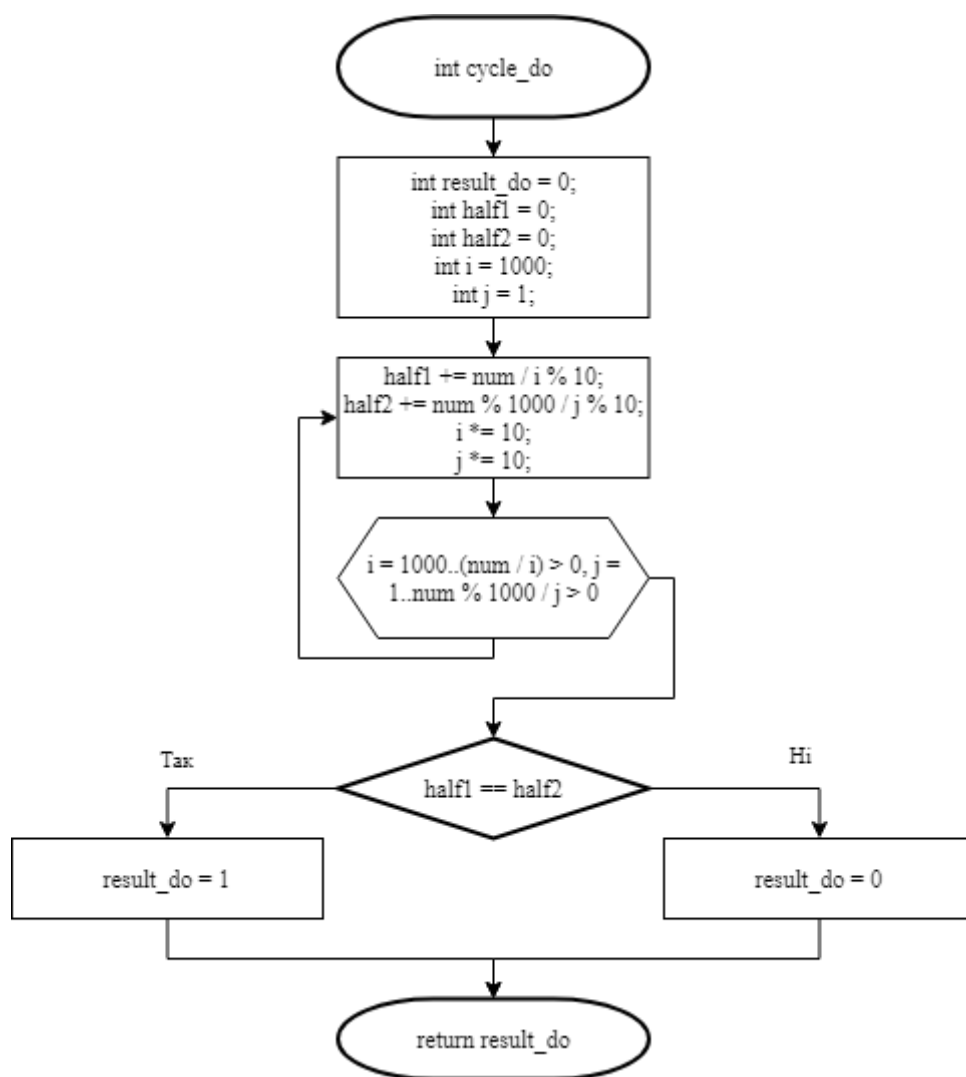 int cycle_do
int result_do = 0;
int half1 = 0;
int half2 = 0;
int i = 1000;
int j = 1;
half1 += num / i % 10;
half2 += num % 1000 / j % 10;
i *= 10;
j *= 10;
i = 1000..(num / i) > 0, j =
1..num % 1000 / j > 0
Так
Ні
half1 == half2
result_do = 1
result_do = 0
return result_do